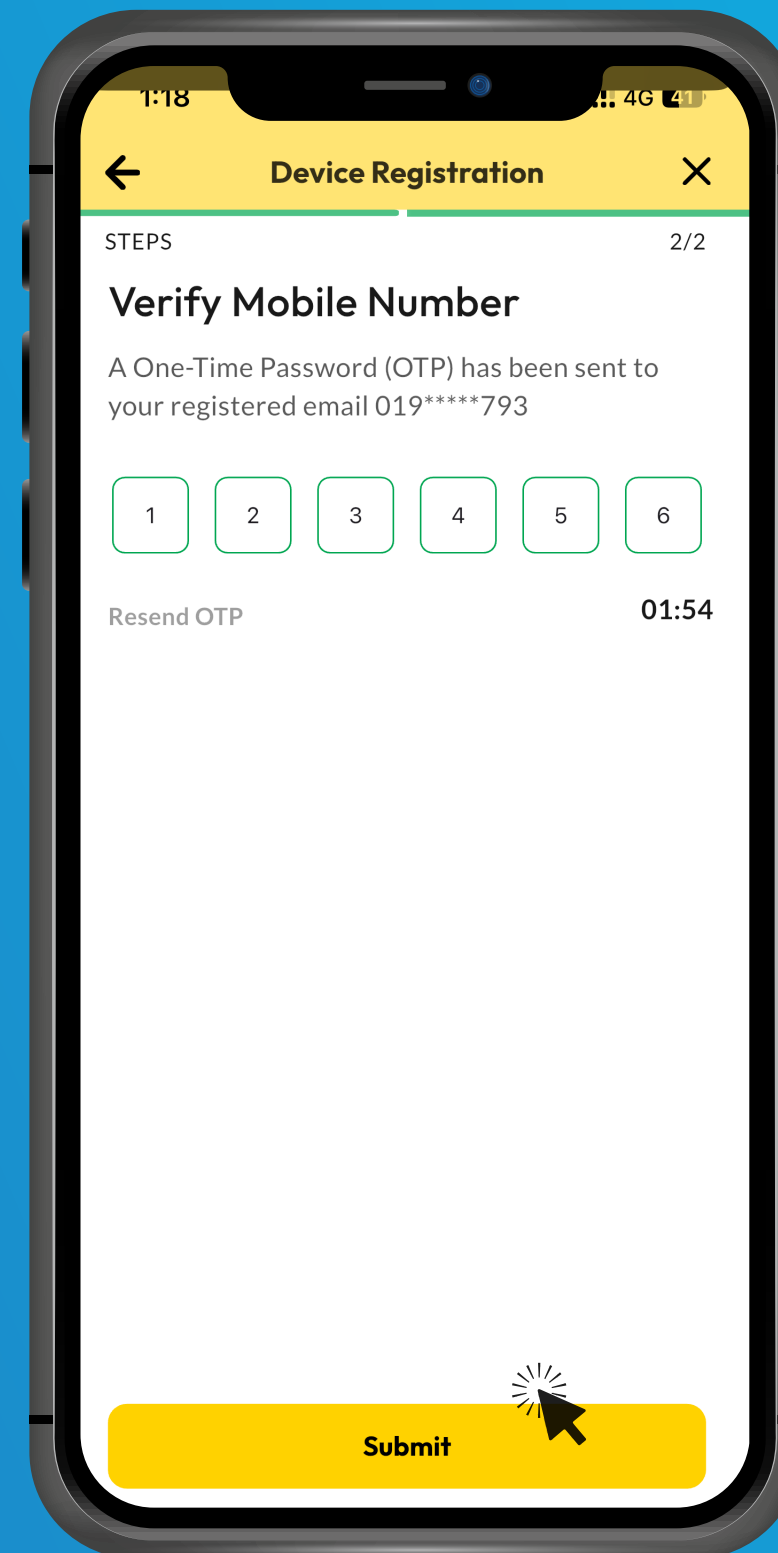 1:18 4G 41
Device Registration
STEPS 2/2
Verify Mobile Number
A One-Time Password (OTP) has been sent to
your registered email 019*****793
1 2 3 4 5 6
Resend OTP 01:54
Submit